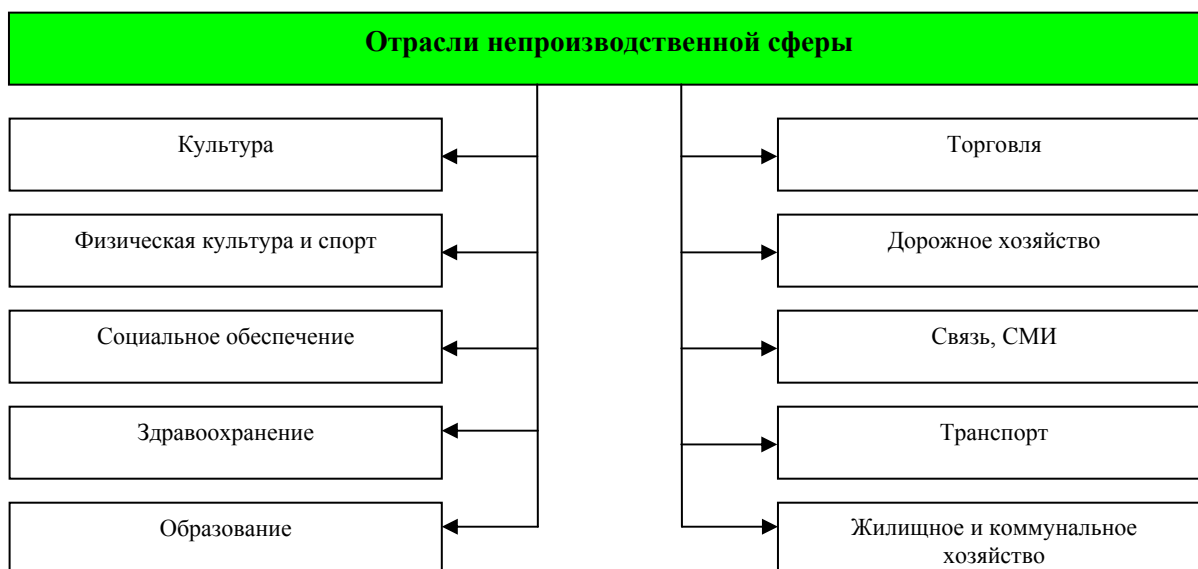 Отрасли непроизводственной сферы
Культура
Физическая культура и спорт
Социальное обеспечение
Здравоохранение
Образование
Торговля
Дорожное хозяйство
Связь, СМИ
Транспорт
Жилищное и коммунальное
хозяйство